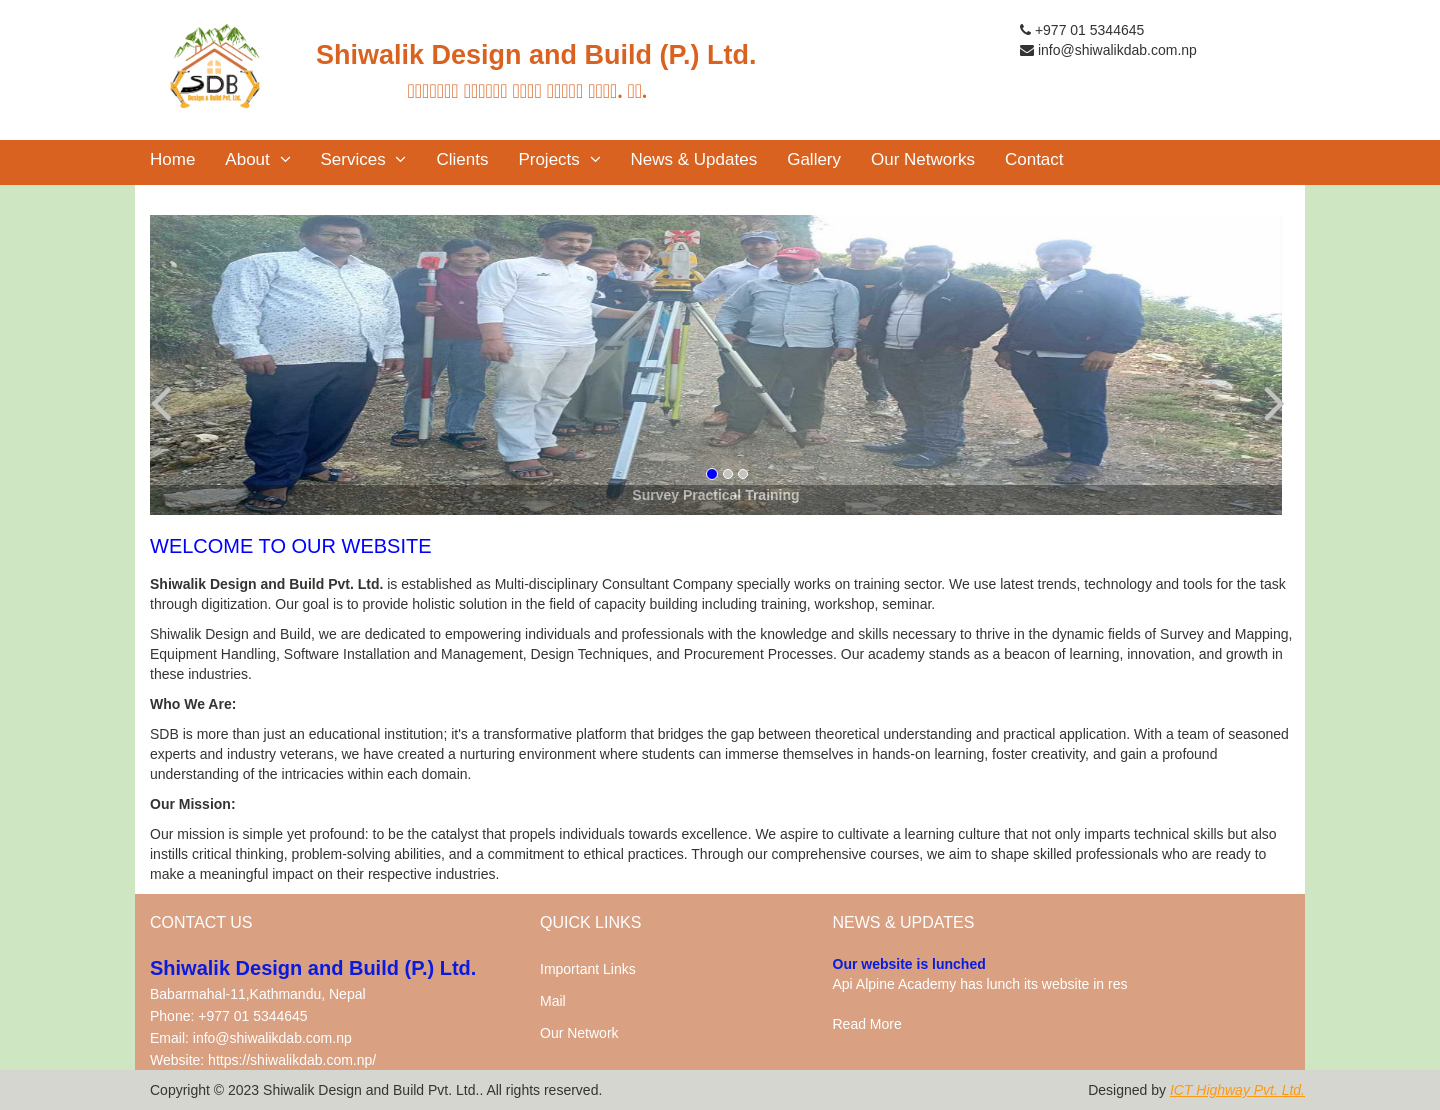 SDB
Design & Build Pvt. Ltd.
Shiwalik Design and Build (P.) Ltd.
+977 01 5344645
info@shiwalikdab.com.np
Home About Services Clients Projects News & Updates Gallery Our Networks Contact
Survey Practical Training
WELCOME TO OUR WEBSITE
Shiwalik Design and Build Pvt. Ltd. is established as Multi-disciplinary Consultant Company specially works on training sector. We use latest trends, technology and tools for the task
through digitization. Our goal is to provide holistic solution in the field of capacity building including training, workshop, seminar.
Shiwalik Design and Build, we are dedicated to empowering individuals and professionals with the knowledge and skills necessary to thrive in the dynamic fields of Survey and Mapping,
Equipment Handling, Software Installation and Management, Design Techniques, and Procurement Processes. Our academy stands as a beacon of learning, innovation, and growth in
these industries.
Who We Are:
SDB is more than just an educational institution; it's a transformative platform that bridges the gap between theoretical understanding and practical application. With a team of seasoned
experts and industry veterans, we have created a nurturing environment where students can immerse themselves in hands-on learning, foster creativity, and gain a profound
understanding of the intricacies within each domain.
Our Mission:
Our mission is simple yet profound: to be the catalyst that propels individuals towards excellence. We aspire to cultivate a learning culture that not only imparts technical skills but also
instills critical thinking, problem-solving abilities, and a commitment to ethical practices. Through our comprehensive courses, we aim to shape skilled professionals who are ready to
make a meaningful impact on their respective industries.
CONTACT US
Shiwalik Design and Build (P.) Ltd.
Babarmahal-11,Kathmandu, Nepal
Phone: +977 01 5344645
Email: info@shiwalikdab.com.np
Website: https://shiwalikdab.com.np/
QUICK LINKS
Important Links
Mail
Our Network
NEWS & UPDATES
Our website is lunched
Api Alpine Academy has lunch its website in res
Read More
Copyright © 2023 Shiwalik Design and Build Pvt. Ltd.. All rights reserved.
Designed by ICT Highway Pvt. Ltd.